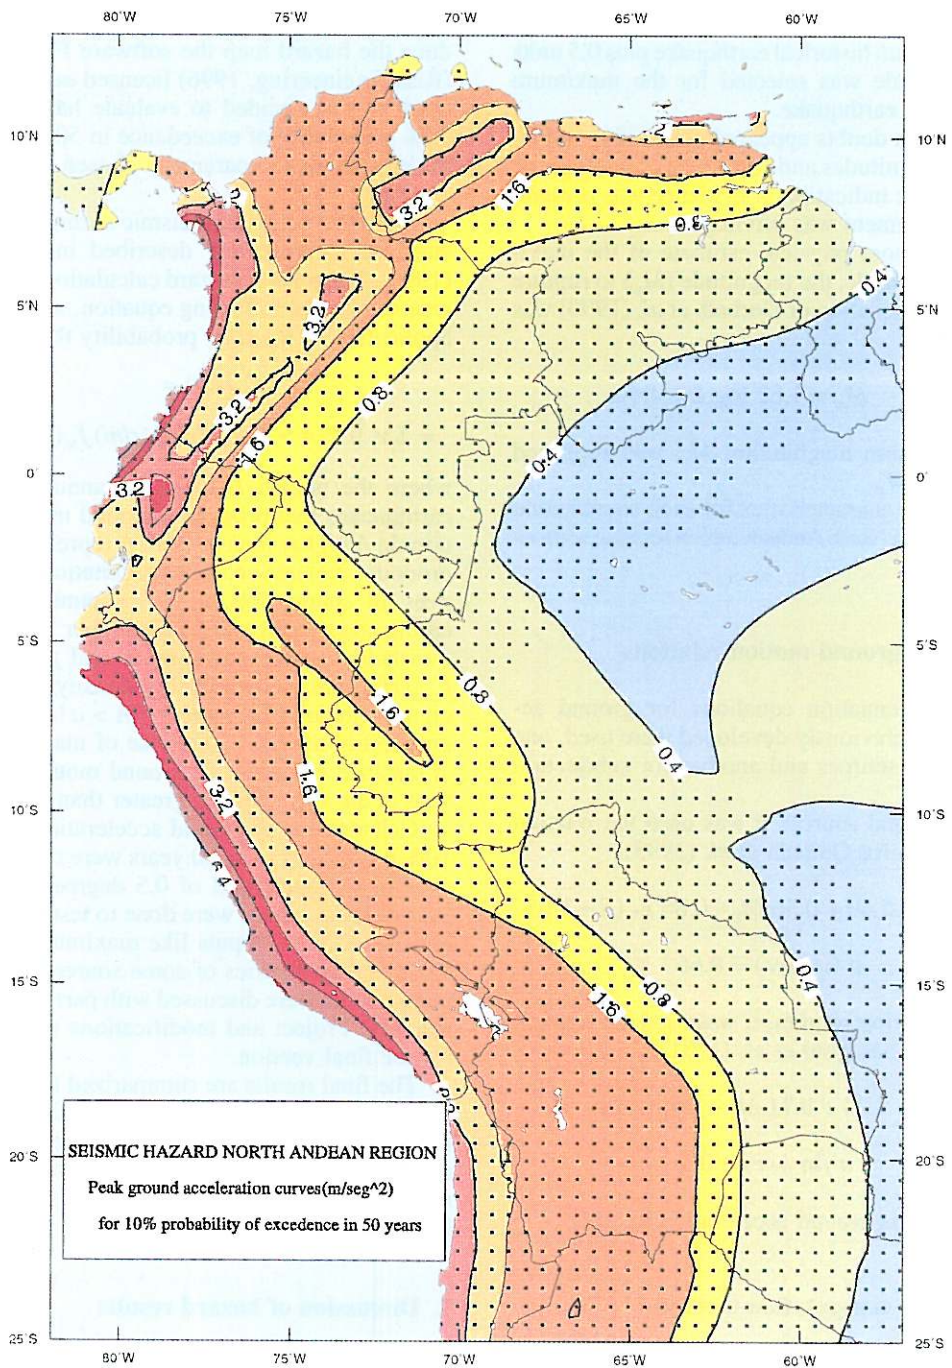 80°W 75°W 70°W 65°W 60°W
10°N 10°N
3.2
1.6
0.8
0.4
5°N 5°N
3.2
0.8
3.2
1.6
0.4
0° 0°
3.2
5°S 5°S
0.8
1.6
0.4
1.6
3.2
10°S 10°S
6.4
0.4
15°S 15°S
0.8
1.6
SEISMIC HAZARD NORTH ANDEAN REGION
Peak ground acceleration curves(m/seg^2)
for 10% probability of excedence in 50 years
20°S 20°S
25°S 25°S
80°W 75°W 70°W 65°W 60°W